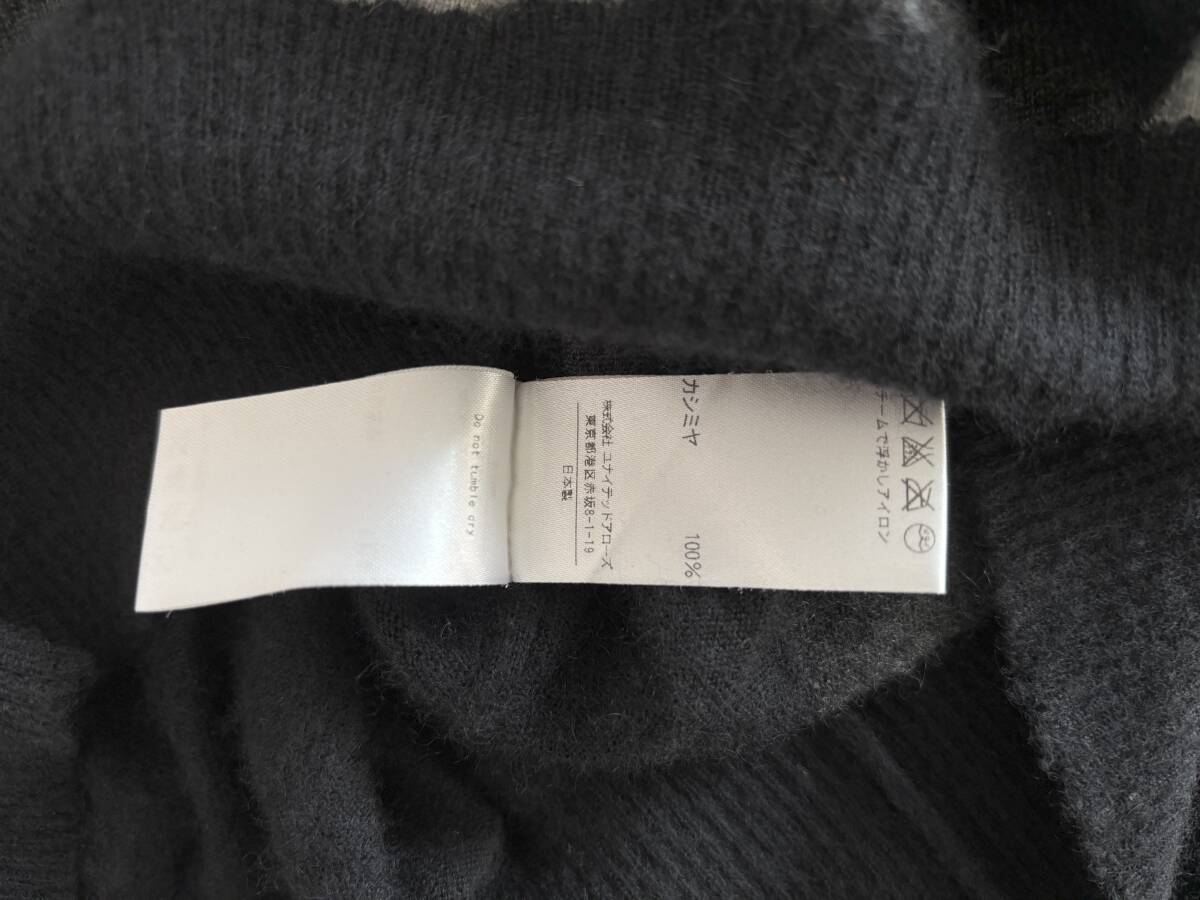 チームで浮かしアイロン
カシミヤ 100%
株式会社 ユナイテッドアローズ
東京都港区赤坂8-1-19
日本製
Do not tumble dry